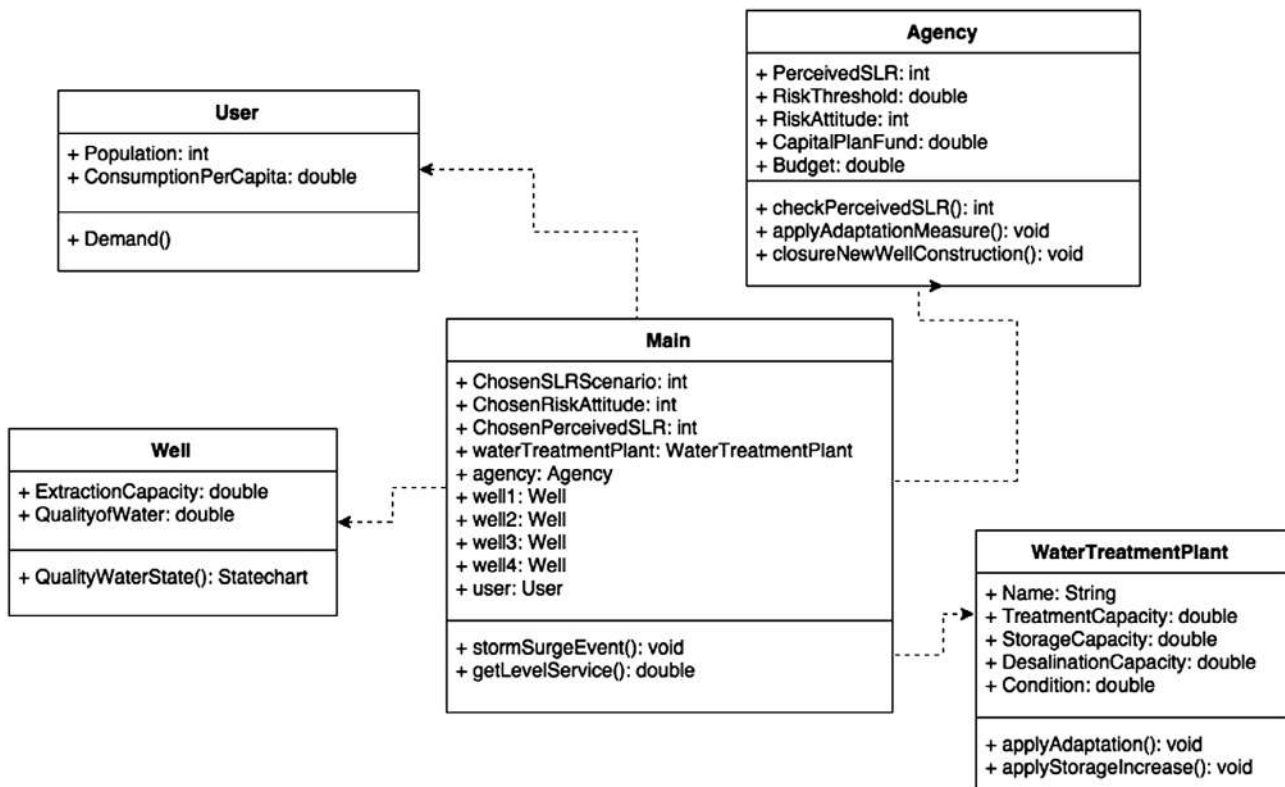 Agency
+ PerceivedSLR: int
+ RiskThreshold: double
+ RiskAttitude: int
+ CapitalPlanFund: double
+ Budget: double
+ checkPerceivedSLR(): int
+ applyAdaptationMeasure(): void
+ closureNewWellConstruction(): void
User
+ Population: int
+ ConsumptionPerCapita: double
+ Demand()
Main
+ ChosenSLRScenario: int
+ ChosenRiskAttitude: int
+ ChosenPerceivedSLR: int
+ waterTreatmentPlant: WaterTreatmentPlant
+ agency: Agency
+ well1: Well
+ well2: Well
+ well3: Well
+ well4: Well
+ user: User
+ stormSurgeEvent(): void
+ getLevelService(): double
Well
+ ExtractionCapacity: double
+ QualityofWater: double
+ QualityWaterState(): Statechart
WaterTreatmentPlant
+ Name: String
+ TreatmentCapacity: double
+ StorageCapacity: double
+ DesalinationCapacity: double
+ Condition: double
+ applyAdaptation(): void
+ applyStorageIncrease(): void